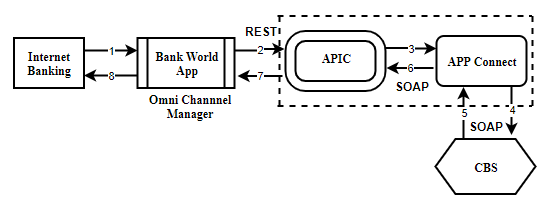 REST
1
2
3
Internet
Banking
Bank World
App
APIC
APP Connect
8
7
6
SOAP
Omni Channnel
Manager
5
4
SOAP
CBS